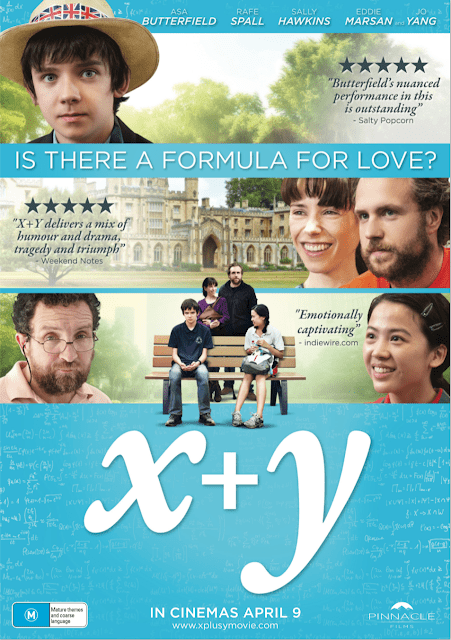 ASA BUTTERFIELD RAFE SPALL SALLY HAWKINS EDDIE MARSAN and JO YANG
★★★★★
"Butterfield's nuanced
performance in this
is outstanding"
- Salty Popcorn
IS THERE A FORMULA FOR LOVE?
★★★★★
"X+Y delivers a mix of
humour and drama,
tragedy and triumph"
- Weekend Notes
"Emotionally
captivating"
- indiewire.com
x+y
M
Mature themes
and coarse
language
IN CINEMAS APRIL 9
www.xplusymovie.com
PINNACLE
FILMS